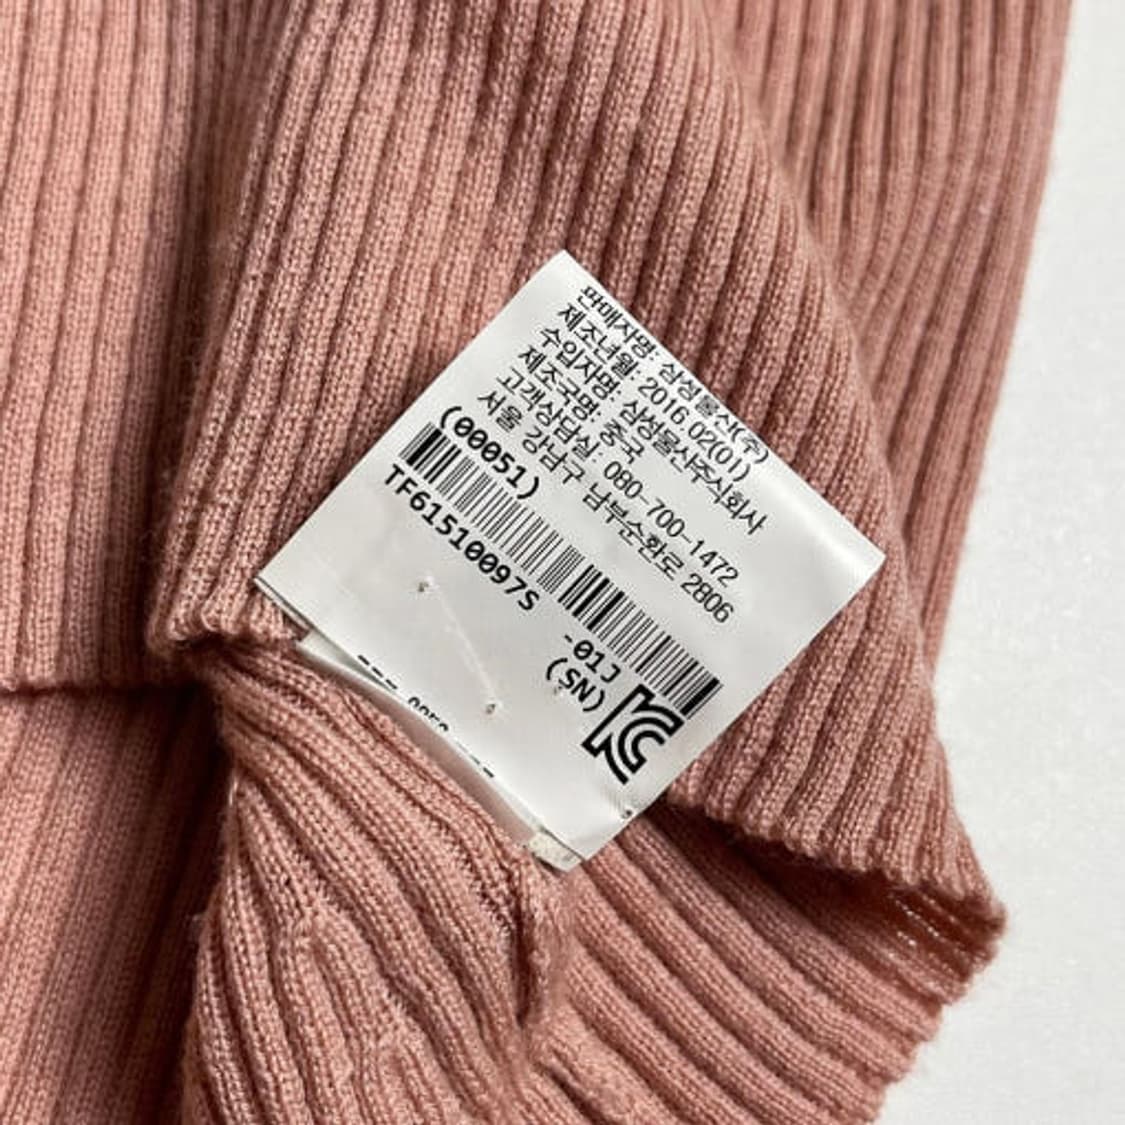 판매자명: 삼성물산(주)
제조년월: 2016.02(01)
수입자명: 삼성물산주식회사
제조국명: 중국
고객상담실: 080-700-1472
서울 강남구 남부순환로 2806
(00051)
TF61510097S
-01J
(SN)